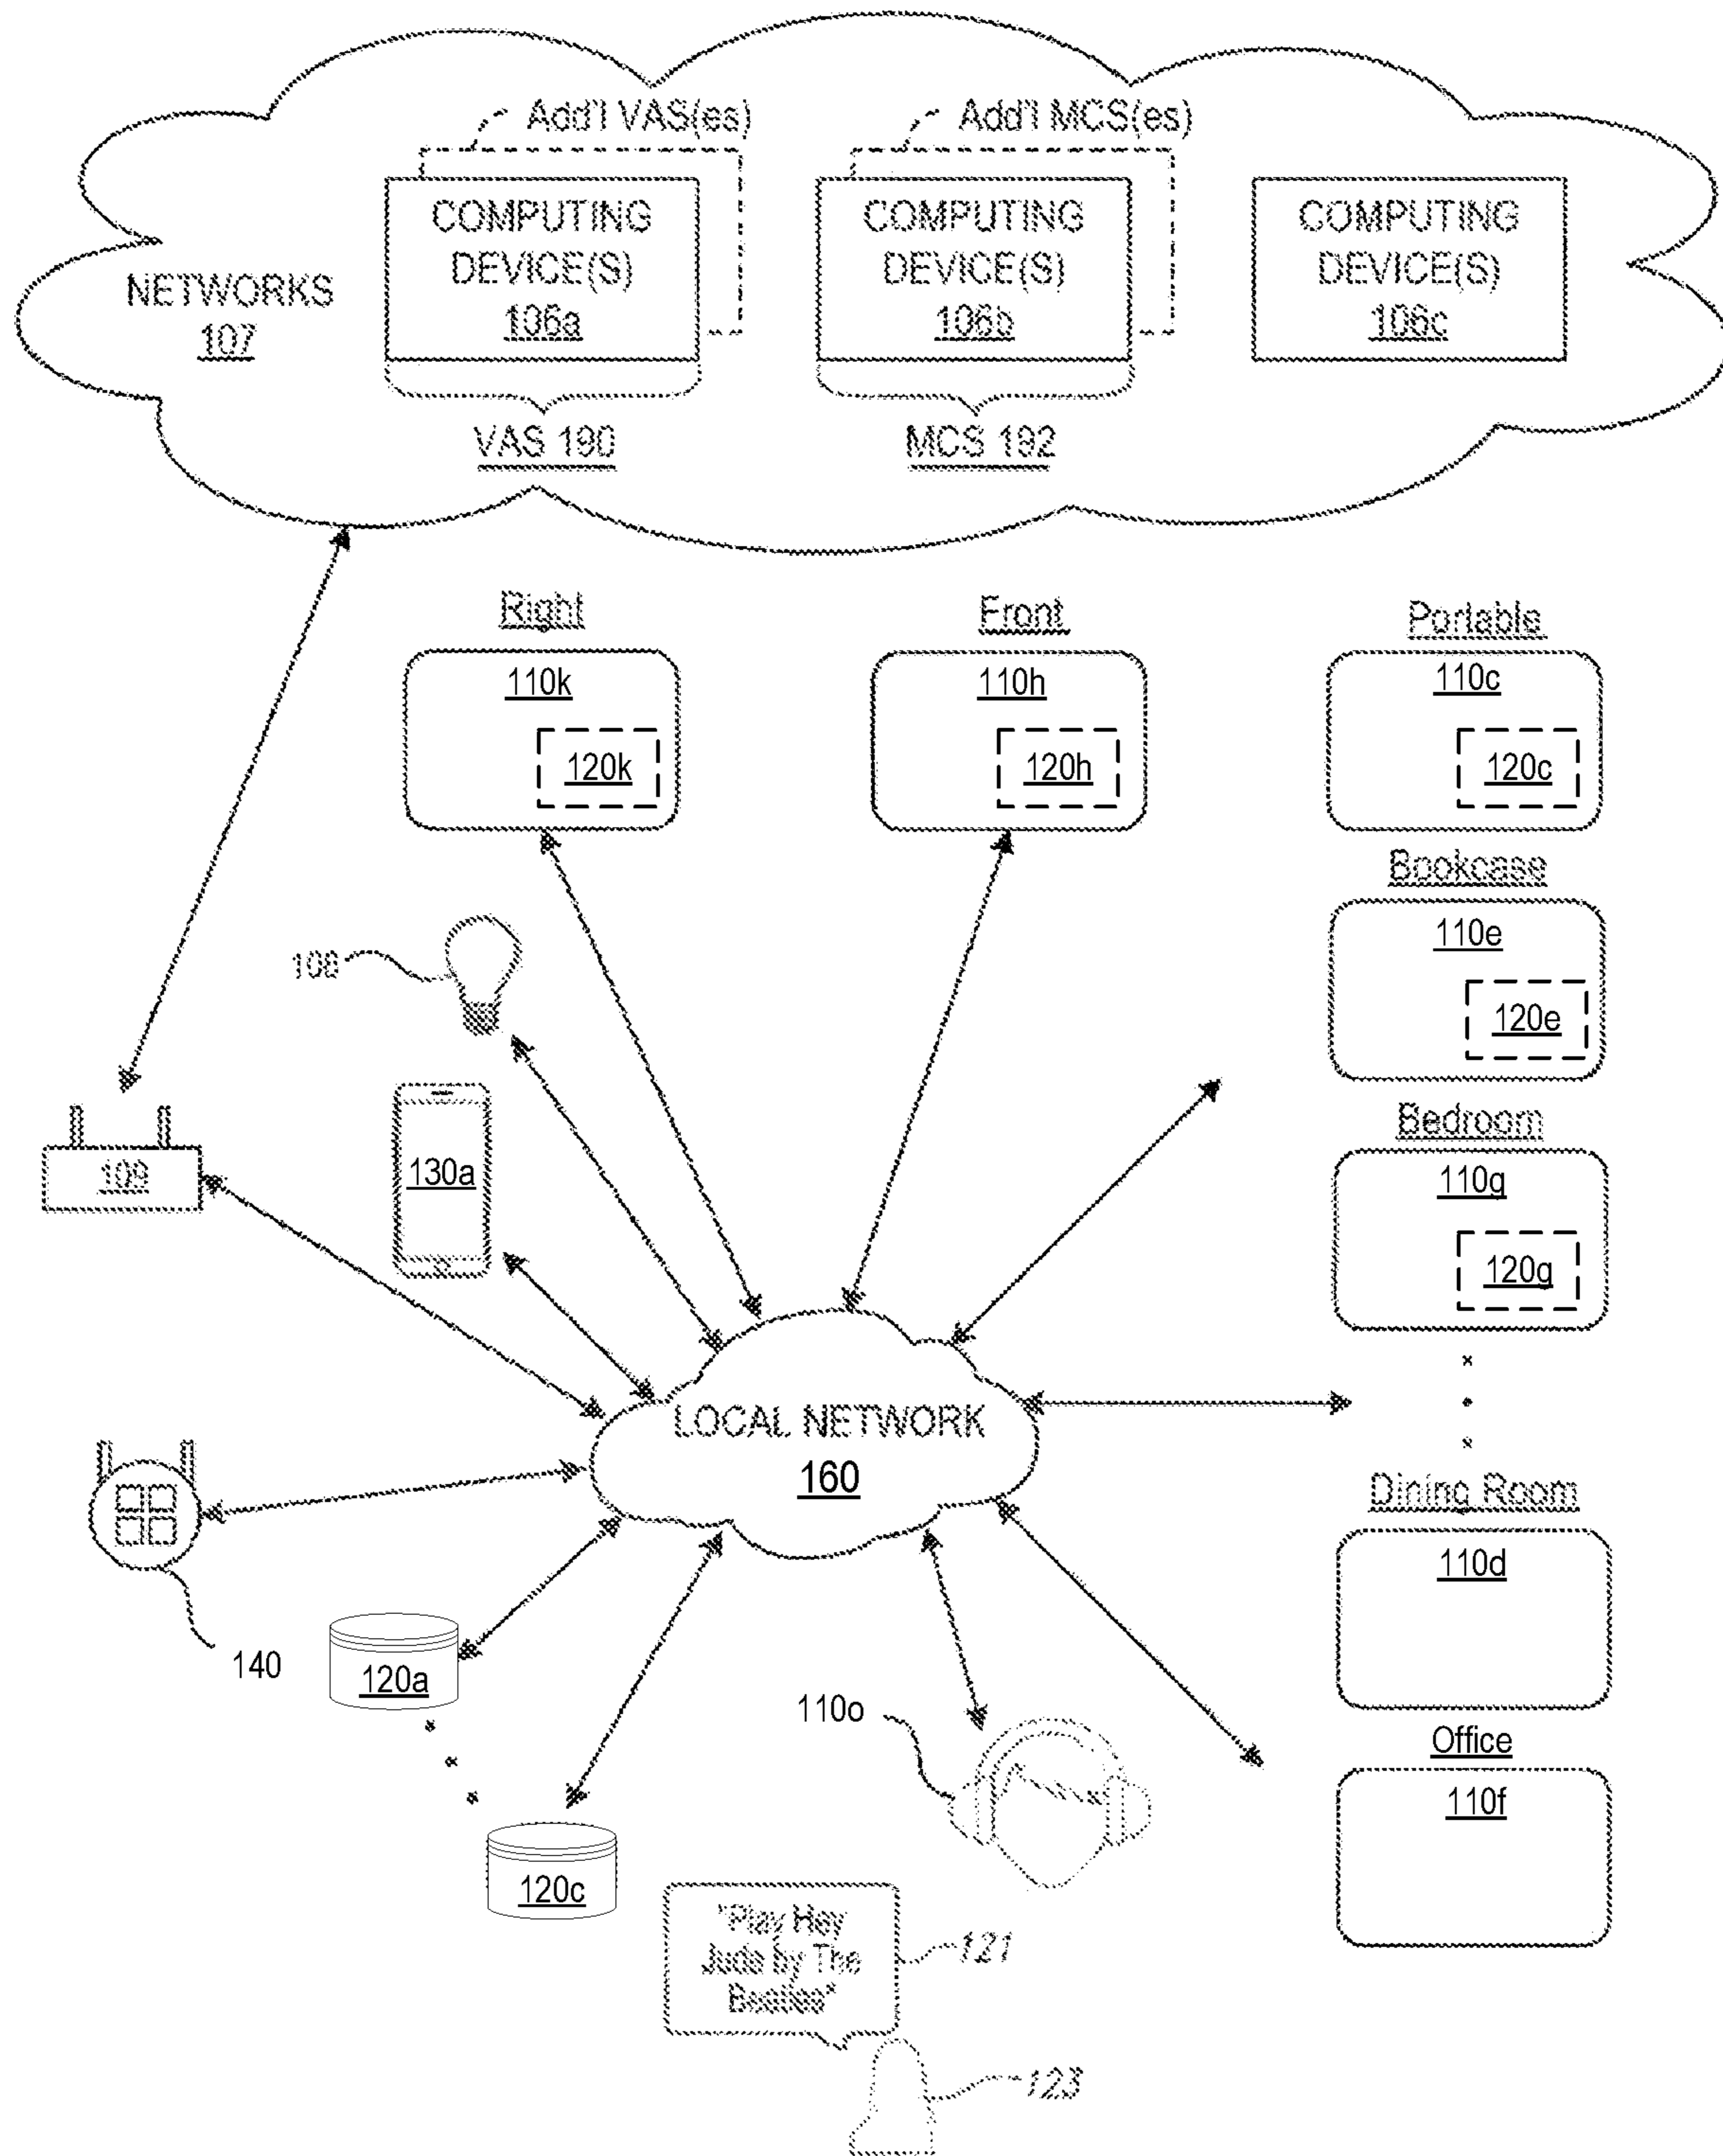 Add'l VAS(es)
Add'l MCS(es)
COMPUTING
DEVICE(S)
106a
COMPUTING
DEVICE(S)
106b
COMPUTING
DEVICE(S)
106c
NETWORKS
107
VAS 190
MCS 192
Right
110k
120k
Front
110h
120h
Portable
110c
120c
Bookcase
110e
120e
108
Bedroom
110g
120g
109
130a
LOCAL NETWORK
160
Dining Room
110d
140
120a
110o
Office
110f
120c
"Play Hey
Jude by The
Beatles"
121
123